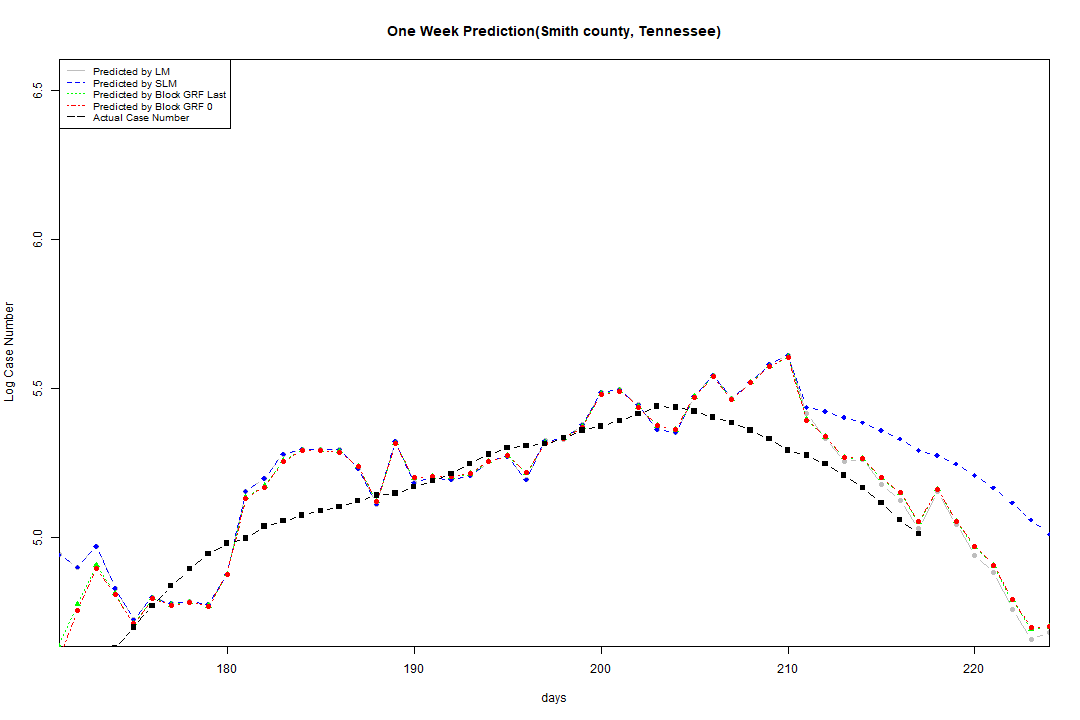 One Week Prediction(Smith county, Tennessee)
Predicted by LM
Predicted by SLM
Predicted by Block GRF Last
Predicted by Block GRF 0
Actual Case Number
6.5
6.0
5.5
5.0
Log Case Number
180 190 200 210 220
days